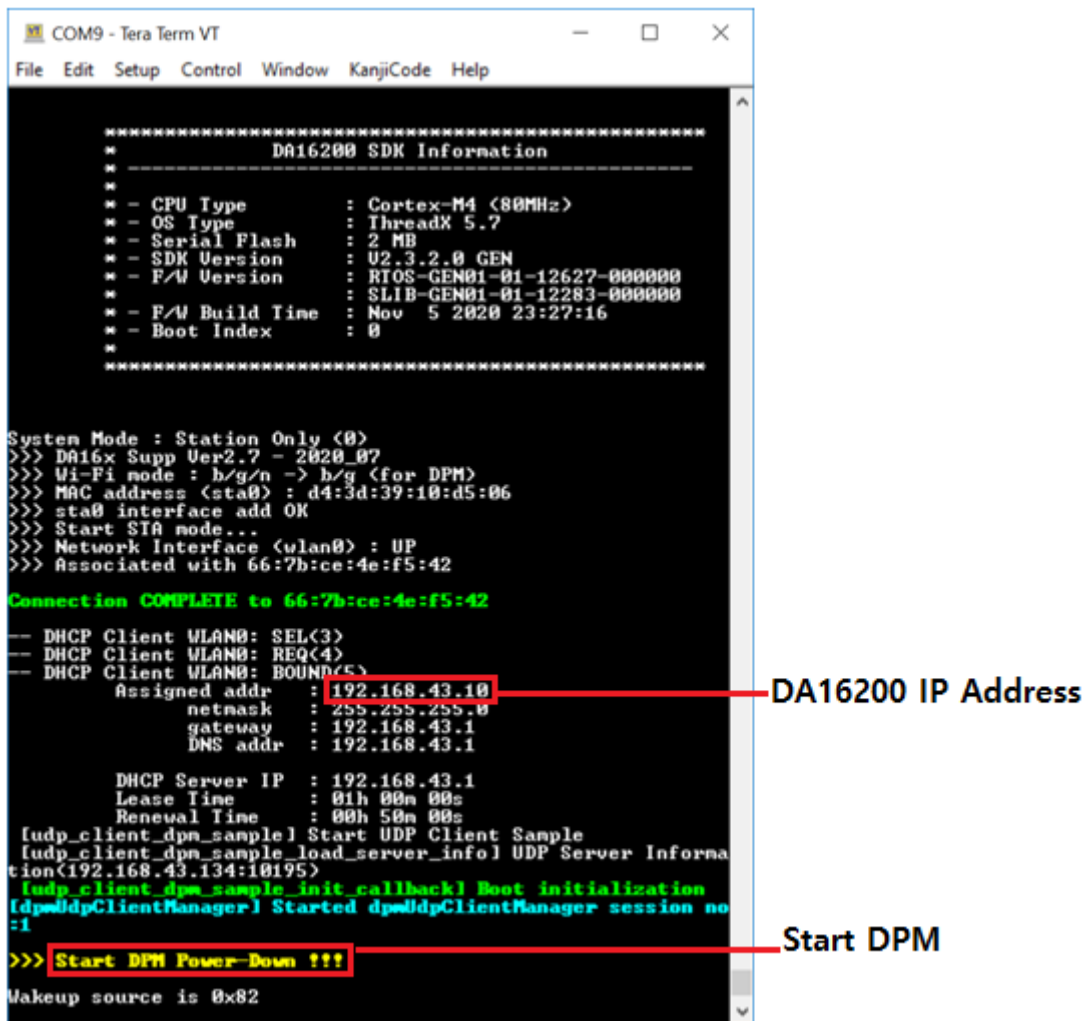 COM9 - Tera Term VT
File Edit Setup Control Window KanjiCode Help
*************************************************
* DA16200 SDK Information
* -----------------------------------------------
*
* - CPU Type : Cortex-M4 (80MHz)
* - OS Type : ThreadX 5.7
* - Serial Flash : 2 MB
* - SDK Version : V2.3.2.0 GEN
* - F/W Version : RTOS-GEN01-01-12627-000000
* : SLIB-GEN01-01-12283-000000
* - F/W Build Time : Nov 5 2020 23:27:16
* - Boot Index : 0
*
*************************************************
System Mode : Station Only (0)
>>> DA16x Supp Ver2.7 - 2020_07
>>> Wi-Fi mode : b/g/n -> b/g (for DPM)
>>> MAC address (sta0) : d4:3d:39:10:d5:06
>>> sta0 interface add OK
>>> Start STA mode...
>>> Network Interface (wlan0) : UP
>>> Associated with 66:7b:ce:4e:f5:42
Connection COMPLETE to 66:7b:ce:4e:f5:42
-- DHCP Client WLAN0: SEL(3)
-- DHCP Client WLAN0: REQ(4)
-- DHCP Client WLAN0: BOUND(5)
Assigned addr : 192.168.43.10
DA16200 IP Address
netmask : 255.255.255.0
gateway : 192.168.43.1
DNS addr : 192.168.43.1
DHCP Server IP : 192.168.43.1
Lease Time : 01h 00m 00s
Renewal Time : 00h 50m 00s
[udp_client_dpm_sample] Start UDP Client Sample
[udp_client_dpm_sample_load_server_info] UDP Server Informa
tion(192.168.43.134:10195)
[udp_client_dpm_sample_init_callback] Boot initialization
[dpmUdpClientManager] Started dpmUdpClientManager session no
:1
>>> Start DPM Power-Down !!!
Start DPM
Wakeup source is 0x82